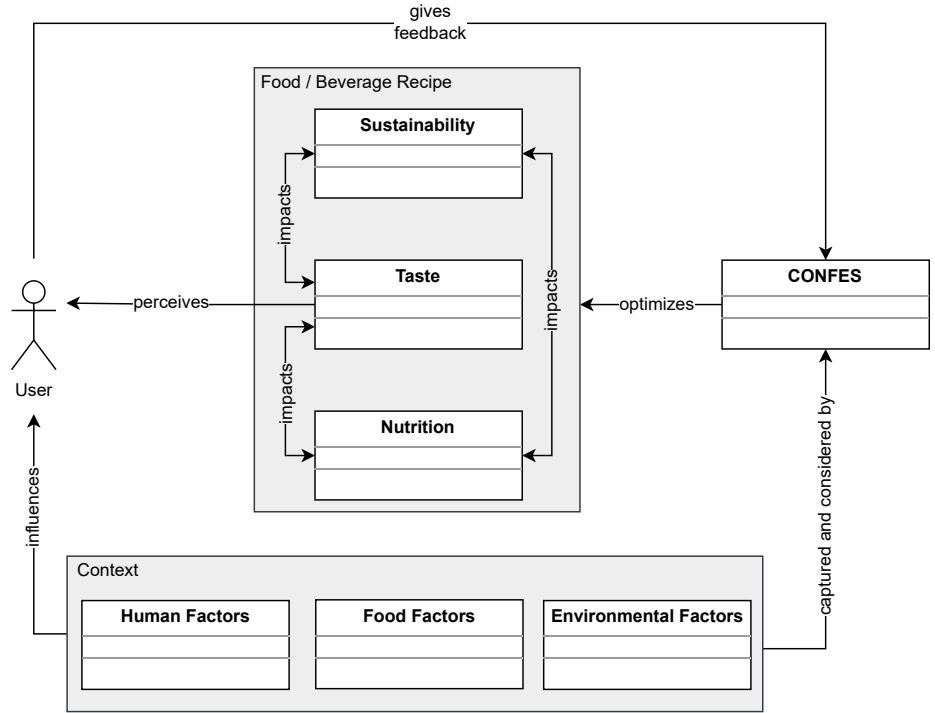 gives
feedback
Food / Beverage Recipe
Sustainability
impacts
Taste
CONFES
perceives
impacts
optimizes
impacts
User
Nutrition
influences
captured and considered by
Context
Human Factors
Food Factors
Environmental Factors